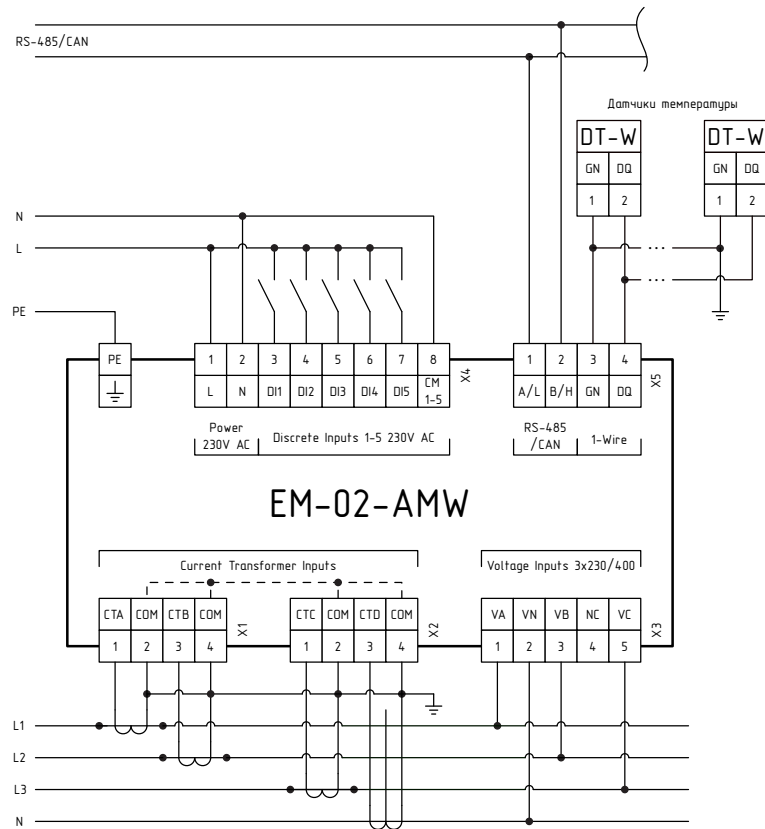 RS-485/CAN
Датчики температуры
DT-W DT-W
GN DQ GN DQ
1 2 1 2
N
L
PE
PE 1 2 3 4 5 6 7 8 X4 1 2 3 4 X5
L N DI1 DI2 DI3 DI4 DI5 CM 1-5 A/L B/H GN DQ
Power
230V AC
Discrete Inputs 1-5 230V AC
RS-485
/CAN
1-Wire
EM-02-AMW
Current Transformer Inputs
Voltage Inputs 3x230/400
CTA COM CTB COM X1 CTC COM CTD COM X2 VA VN VB NC VC X3
1 2 3 4 1 2 3 4 1 2 3 4 5
L1
L2
L3
N